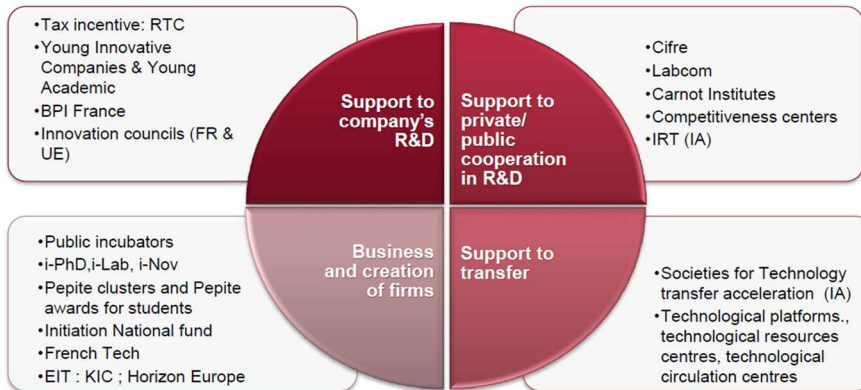 •Tax incentive: RTC
•Young Innovative
Companies & Young
Academic
•BPI France
•Innovation councils (FR &
UE)
Support to
company's
R&D
Support to
private/
public
cooperation
in R&D
•Cifre
•Labcom
•Carnot Institutes
•Competitiveness centers
•IRT (IA)
•Public incubators
•i-PhD,i-Lab, i-Nov
•Pepite clusters and Pepite
awards for students
•Initiation National fund
•French Tech
•EIT : KIC ; Horizon Europe
Business
and creation
of firms
Support to
transfer
•Societies for Technology
transfer acceleration (IA)
•Technological platforms.,
technological resources
centres, technological
circulation centres